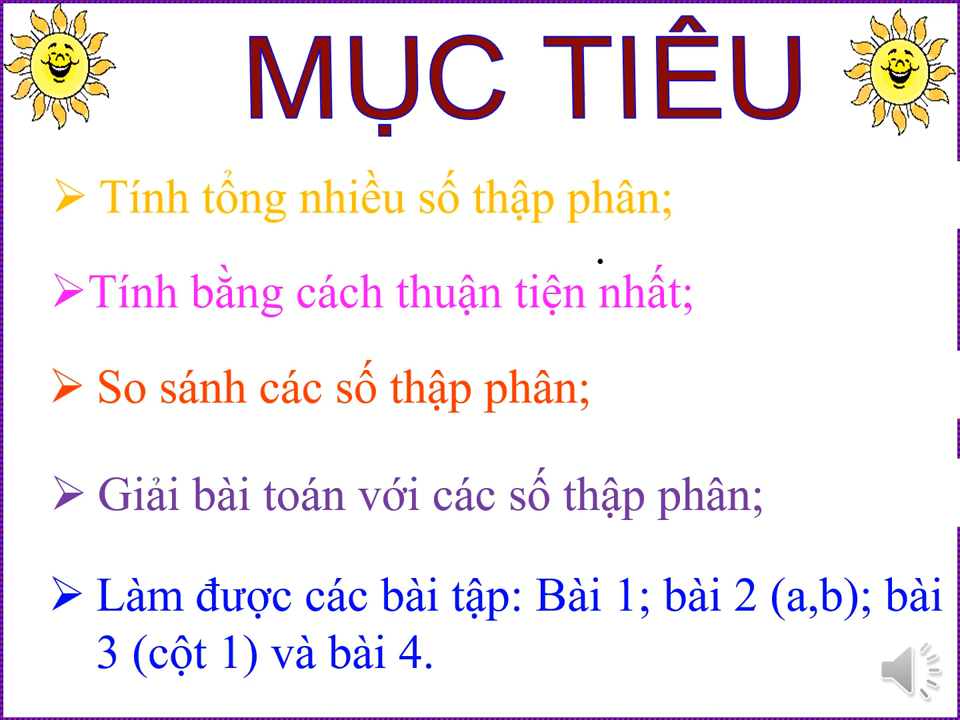 MỤC TIÊU
➢ Tính tổng nhiều số thập phân;
.
➢Tính bằng cách thuận tiện nhất;
➢ So sánh các số thập phân;
➢ Giải bài toán với các số thập phân;
➢ Làm được các bài tập: Bài 1; bài 2 (a,b); bài
3 (cột 1) và bài 4.